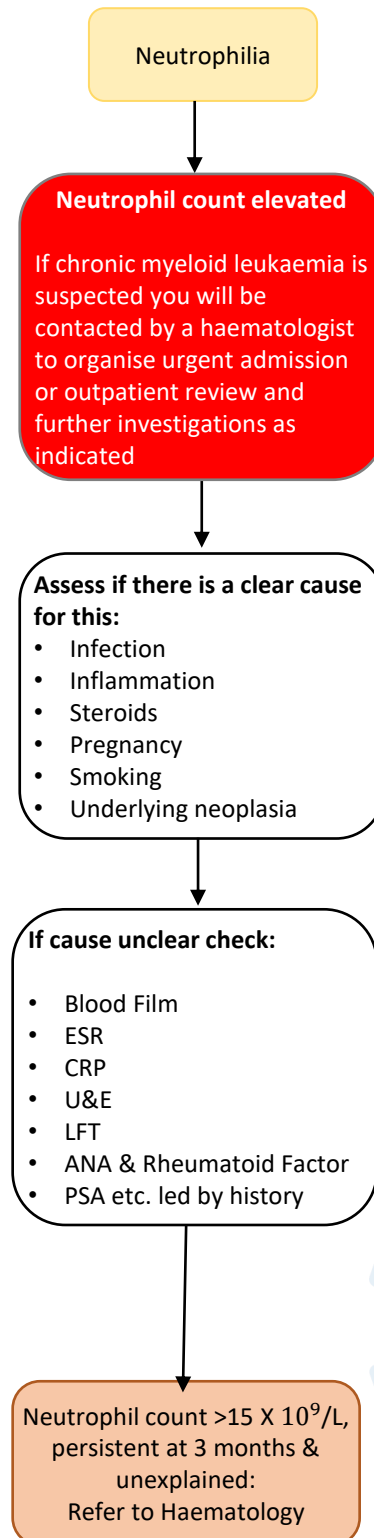 Neutrophilia
Neutrophil count elevated
If chronic myeloid leukaemia is
suspected you will be
contacted by a haematologist
to organise urgent admission
or outpatient review and
further investigations as
indicated
Assess if there is a clear cause
for this:
• Infection
• Inflammation
• Steroids
• Pregnancy
• Smoking
• Underlying neoplasia
If cause unclear check:
• Blood Film
• ESR
• CRP
• U&E
• LFT
• ANA & Rheumatoid Factor
• PSA etc. led by history
Neutrophil count >15 X 10⁹/L,
persistent at 3 months &
unexplained:
Refer to Haematology